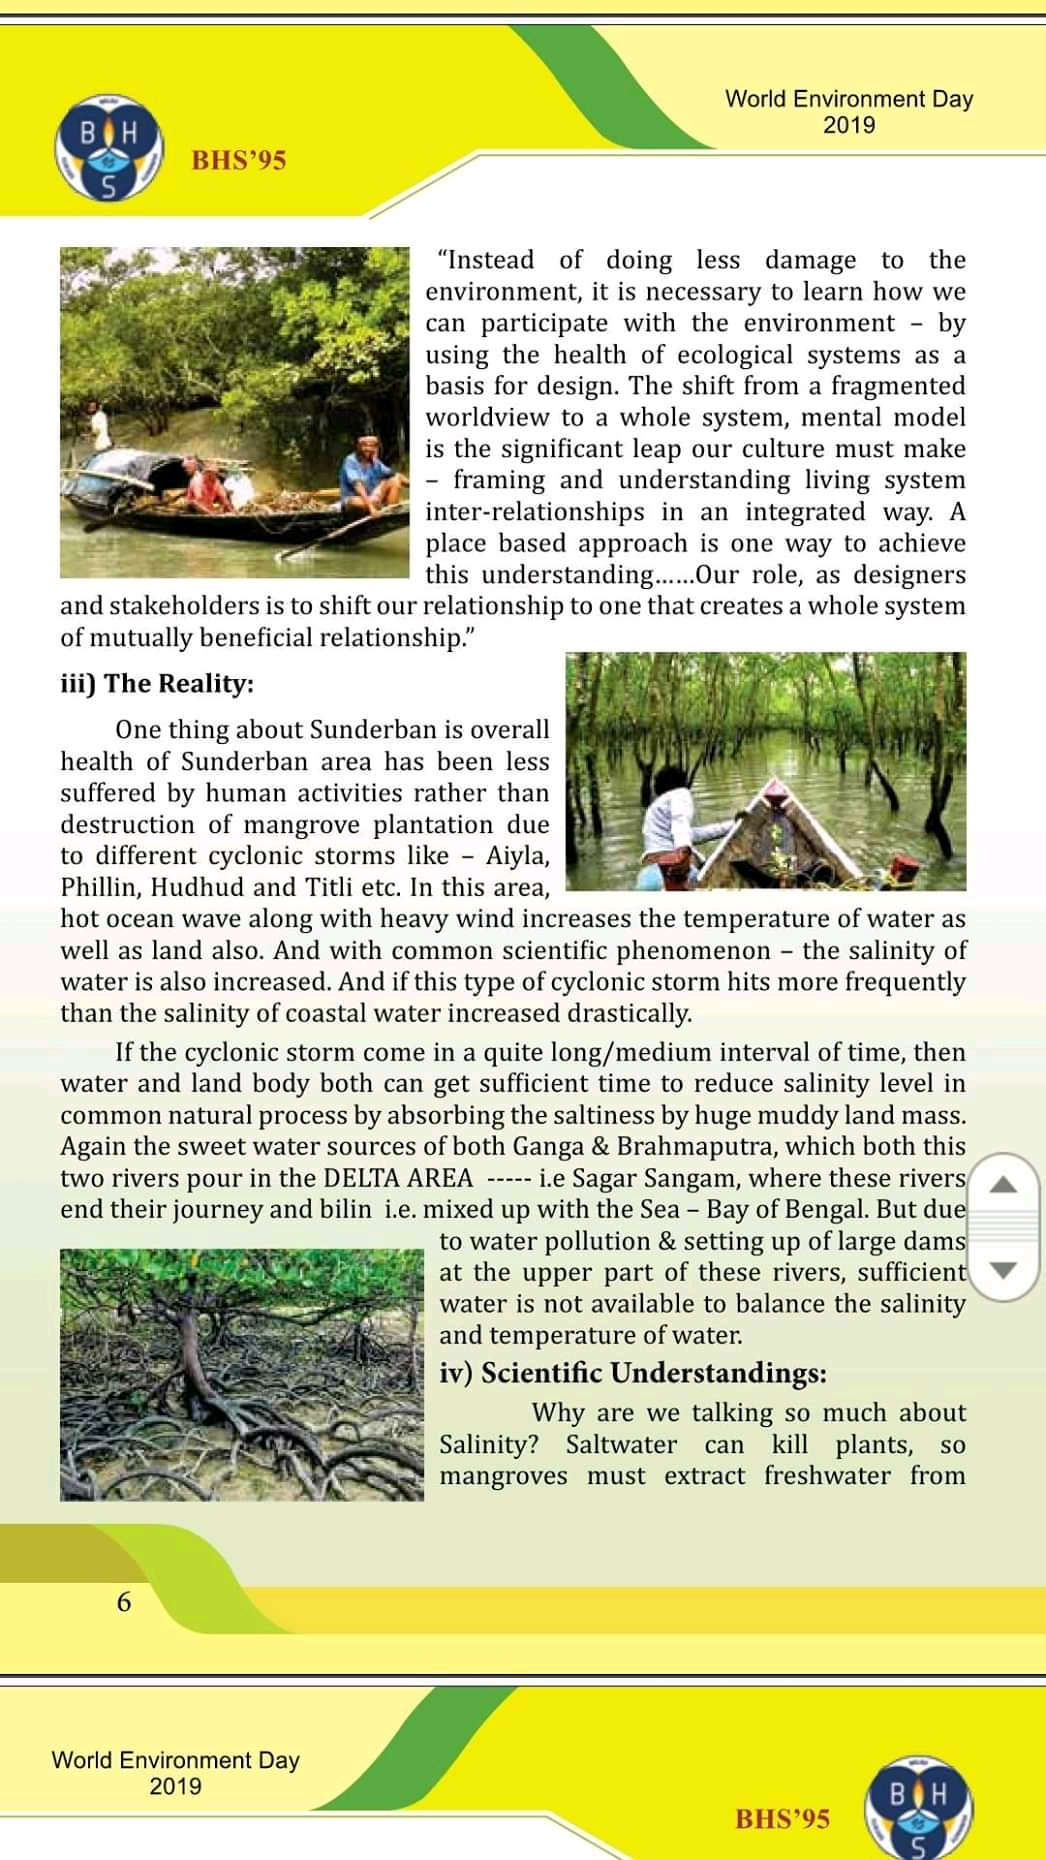 World Environment Day
2019
B H
S
BHS’95
“Instead of doing less damage to the
environment, it is necessary to learn how we
can participate with the environment – by
using the health of ecological systems as a
basis for design. The shift from a fragmented
worldview to a whole system, mental model
is the significant leap our culture must make
– framing and understanding living system
inter-relationships in an integrated way. A
place based approach is one way to achieve
this understanding......Our role, as designers
and stakeholders is to shift our relationship to one that creates a whole system
of mutually beneficial relationship.”
iii) The Reality:
One thing about Sunderban is overall
health of Sunderban area has been less
suffered by human activities rather than
destruction of mangrove plantation due
to different cyclonic storms like – Aiyla,
Phillin, Hudhud and Titli etc. In this area,
hot ocean wave along with heavy wind increases the temperature of water as
well as land also. And with common scientific phenomenon – the salinity of
water is also increased. And if this type of cyclonic storm hits more frequently
than the salinity of coastal water increased drastically.
If the cyclonic storm come in a quite long/medium interval of time, then
water and land body both can get sufficient time to reduce salinity level in
common natural process by absorbing the saltiness by huge muddy land mass.
Again the sweet water sources of both Ganga & Brahmaputra, which both this
two rivers pour in the DELTA AREA ----- i.e Sagar Sangam, where these rivers
end their journey and bilin i.e. mixed up with the Sea – Bay of Bengal. But due
to water pollution & setting up of large dams
at the upper part of these rivers, sufficient
water is not available to balance the salinity
and temperature of water.
iv) Scientific Understandings:
Why are we talking so much about
Salinity? Saltwater can kill plants, so
mangroves must extract freshwater from
6
World Environment Day
2019
BHS’95
B H
S